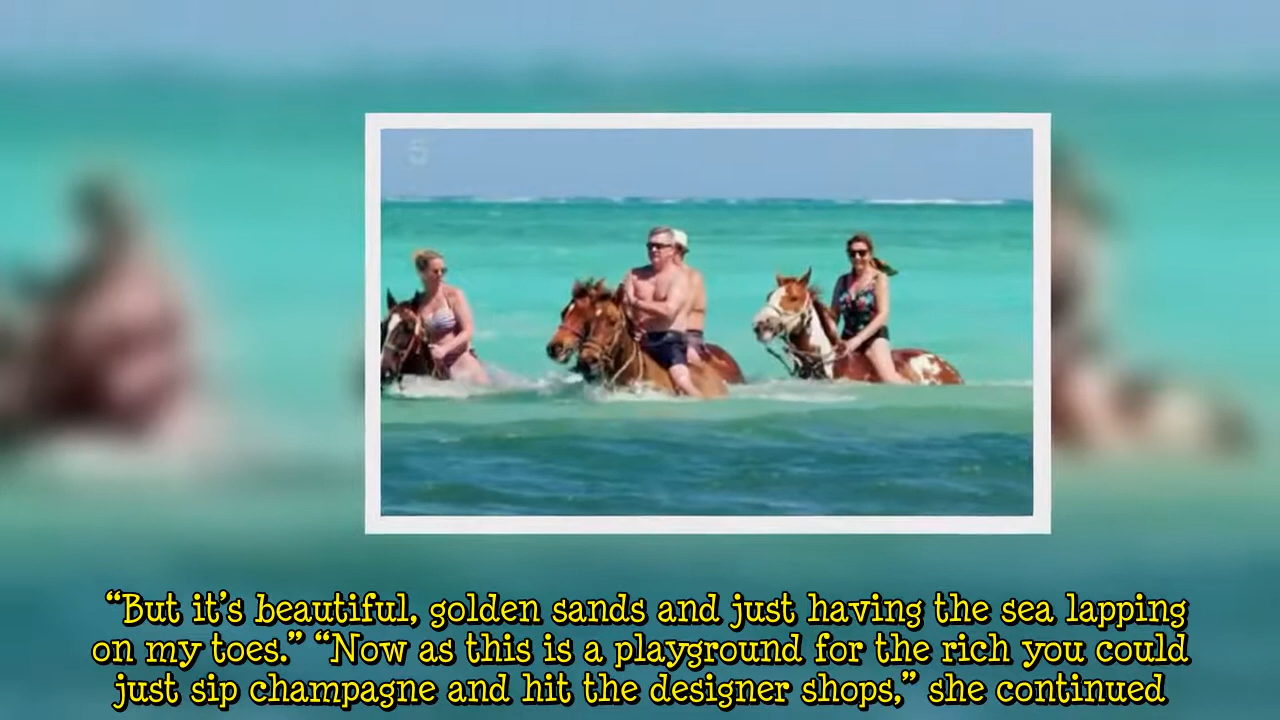 5
“But it’s beautiful, golden sands and just having the sea lapping
on my toes.” “Now as this is a playground for the rich you could
just sip champagne and hit the designer shops,” she continued